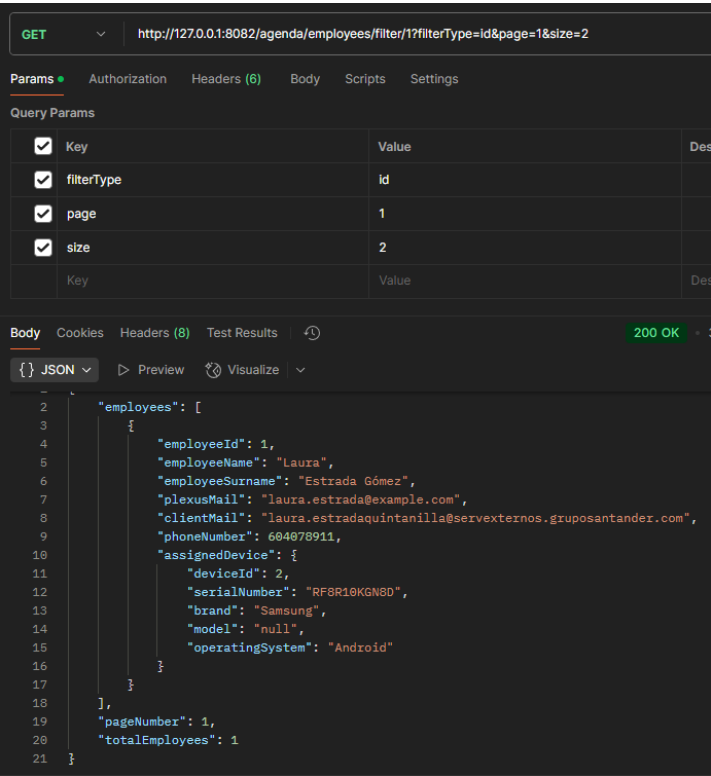 GET http://127.0.0.1:8082/agenda/employees/filter/1?filterType=id&page=1&size=2
Params Authorization Headers (6) Body Scripts Settings
Query Params
Key Value Des
filterType id
page 1
size 2
Key Value Des
Body Cookies Headers (8) Test Results 200 OK
{} JSON Preview Visualize
2 "employees": [
3 {
4 "employeeId": 1,
5 "employeeName": "Laura",
6 "employeeSurname": "Estrada Gómez",
7 "plexusMail": "laura.estrada@example.com",
8 "clientMail": "laura.estradaquintanilla@servexternos.gruposantander.com",
9 "phoneNumber": 604078911,
10 "assignedDevice": {
11 "deviceId": 2,
12 "serialNumber": "RF8R10KGN8D",
13 "brand": "Samsung",
14 "model": "null",
15 "operatingSystem": "Android"
16 }
17 }
18 ],
19 "pageNumber": 1,
20 "totalEmployees": 1
21 }